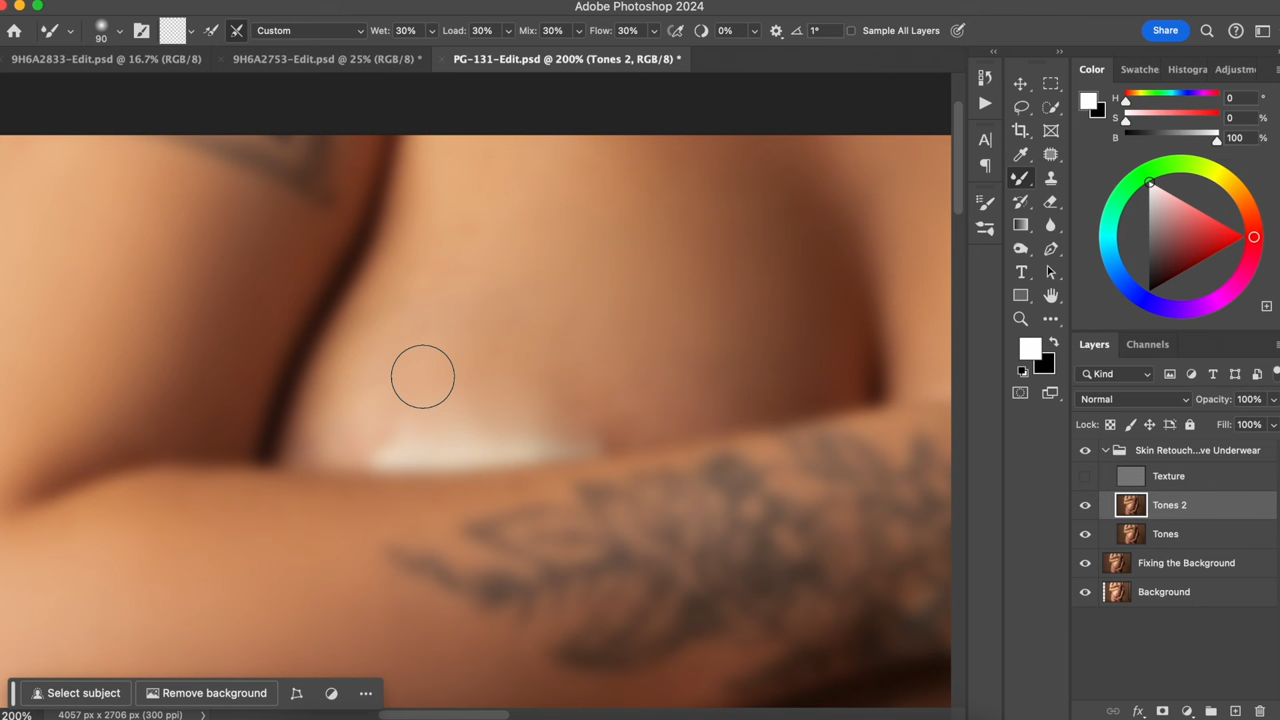 Adobe Photoshop 2024
90
Custom
Wet: 30%
Load: 30%
Mix: 30%
Flow: 30%
0%
1°
Sample All Layers
Share
9H6A2833-Edit.psd @ 16.7% (RGB/8)
9H6A2753-Edit.psd @ 25% (RGB/8) *
PG-131-Edit.psd @ 200% (Tones 2, RGB/8) *
Color
Swatche
Histogra
Adjustm
H
0
°
S
0
%
B
100
%
Layers
Channels
Kind
Normal
Opacity: 100%
Lock:
Fill: 100%
Skin Retouch...ve Underwear
Texture
Tones 2
Tones
Fixing the Background
Background
Select subject
Remove background
200%
4057 px x 2706 px (300 ppi)